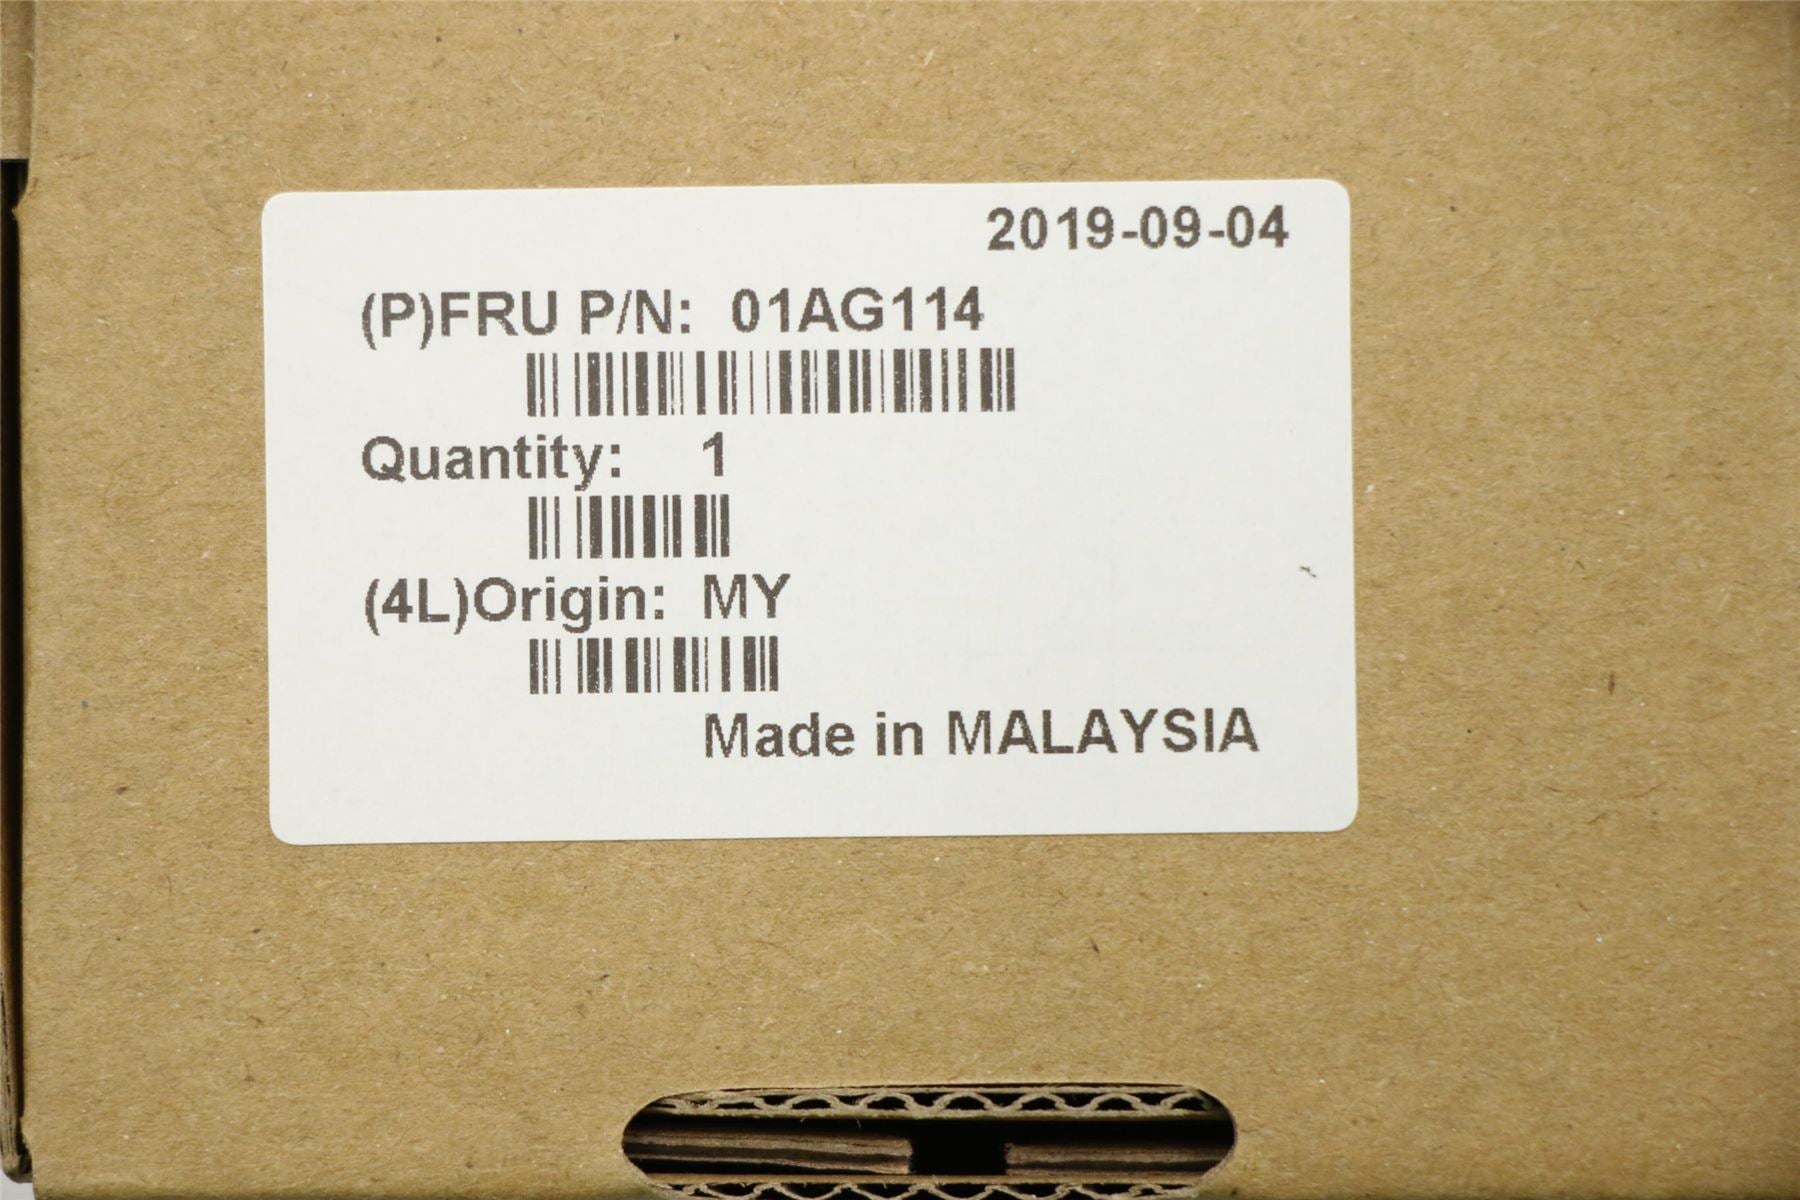 2019-09-04
(P)FRU P/N: 01AG114
Quantity: 1
(4L)Origin: MY
Made in MALAYSIA